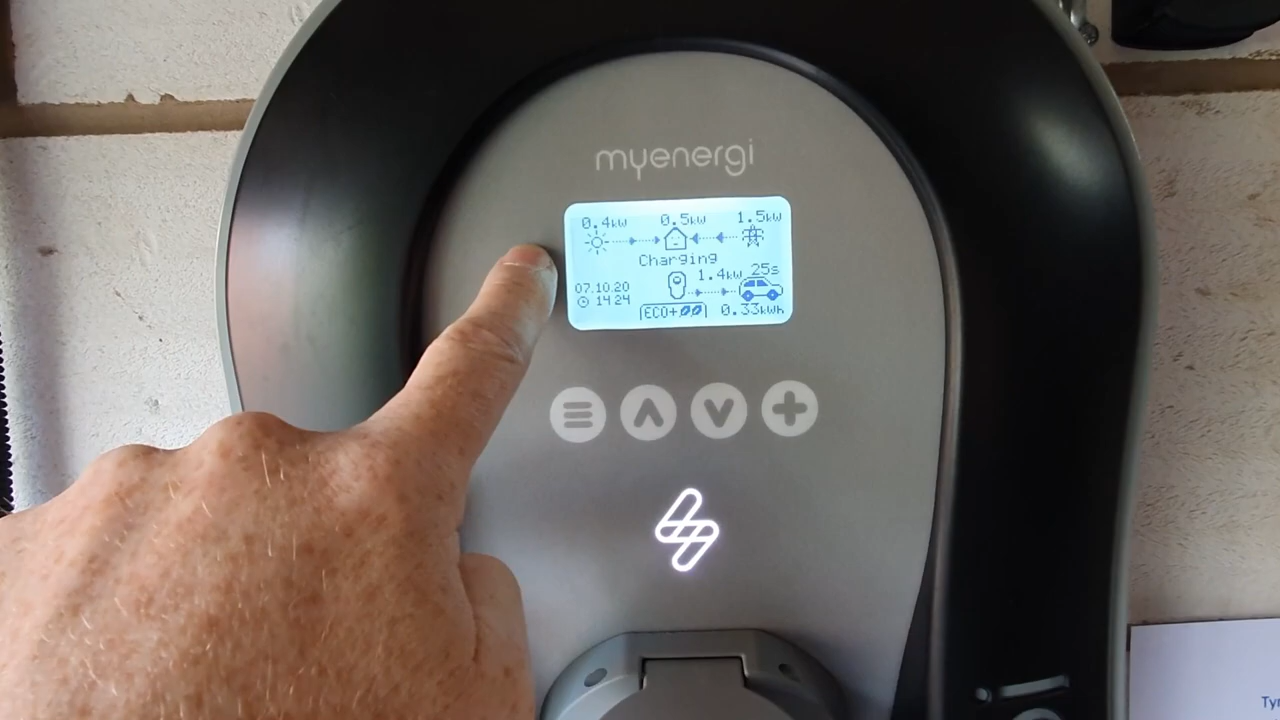 myenergi
0.4kW 0.5kW 1.5kW
Charging
1.4kW 25s
07.10.20
14 24
ECO+ 0.33kWh